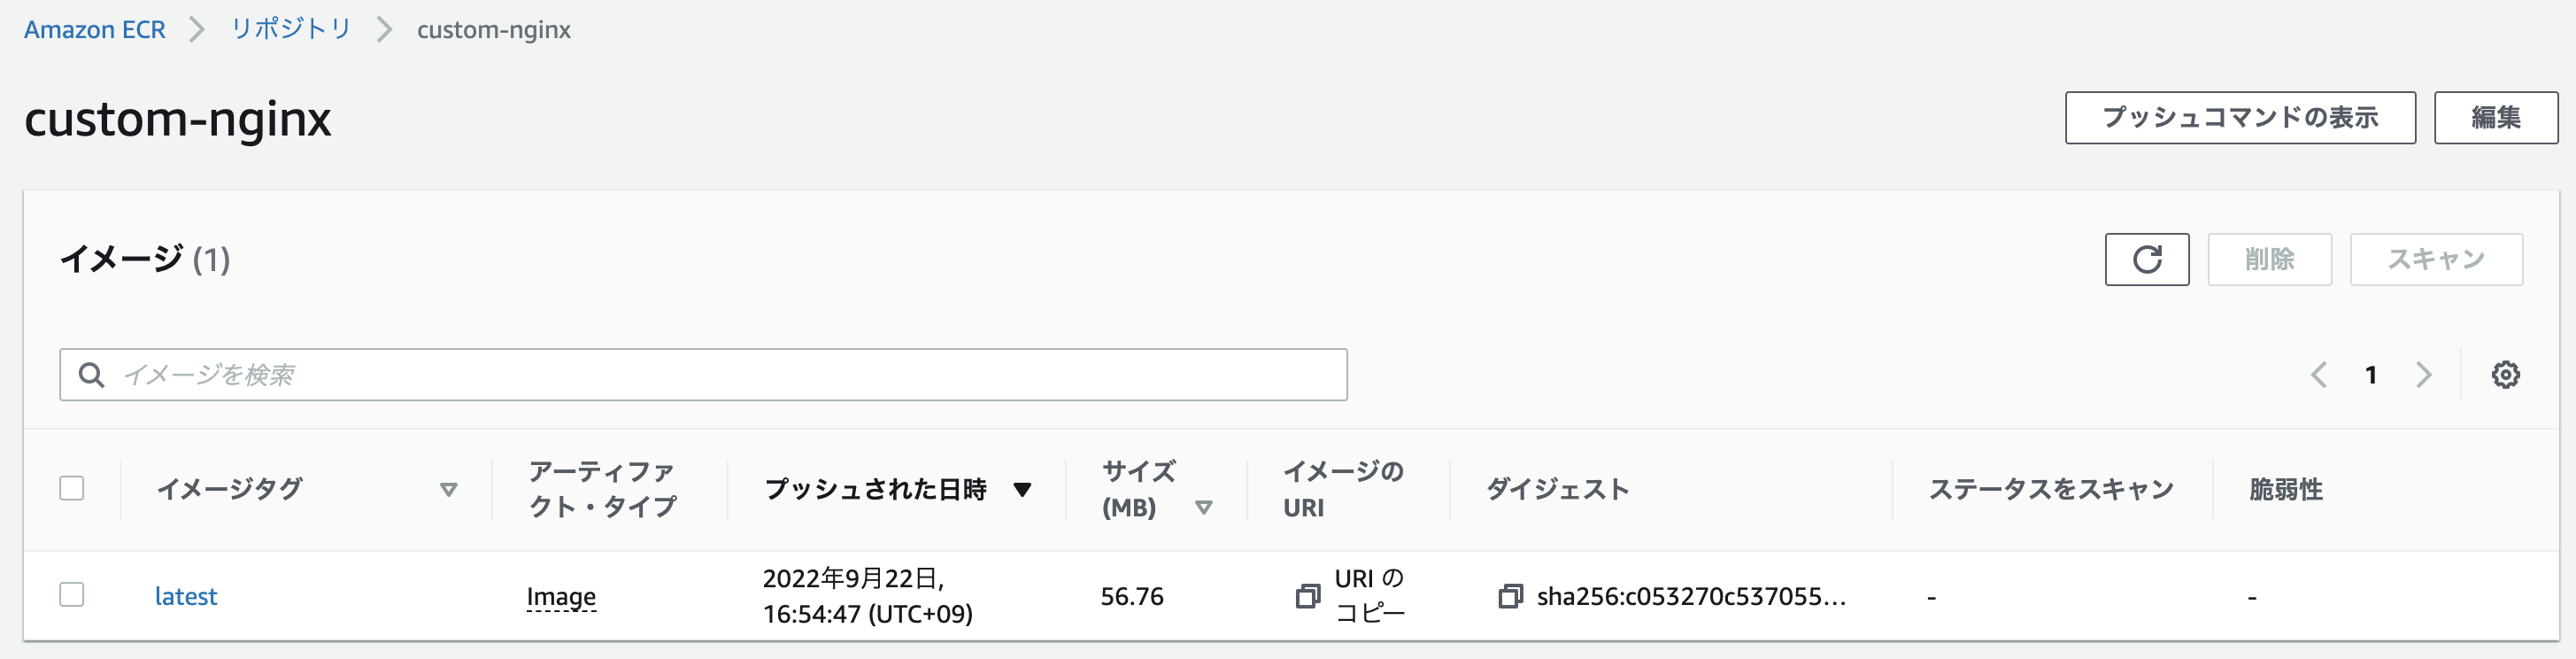 Amazon ECR リポジトリ custom-nginx
custom-nginx
プッシュコマンドの表示 編集
イメージ (1)
削除 スキャン
イメージを検索
1
イメージタグ
アーティファ
クト・タイプ
プッシュされた日時
サイズ
(MB)
イメージの
URI
ダイジェスト
ステータスをスキャン
脆弱性
latest
Image
2022年9月22日,
16:54:47 (UTC+09)
56.76
URI の
コピー
sha256:c053270c537055...
-
-